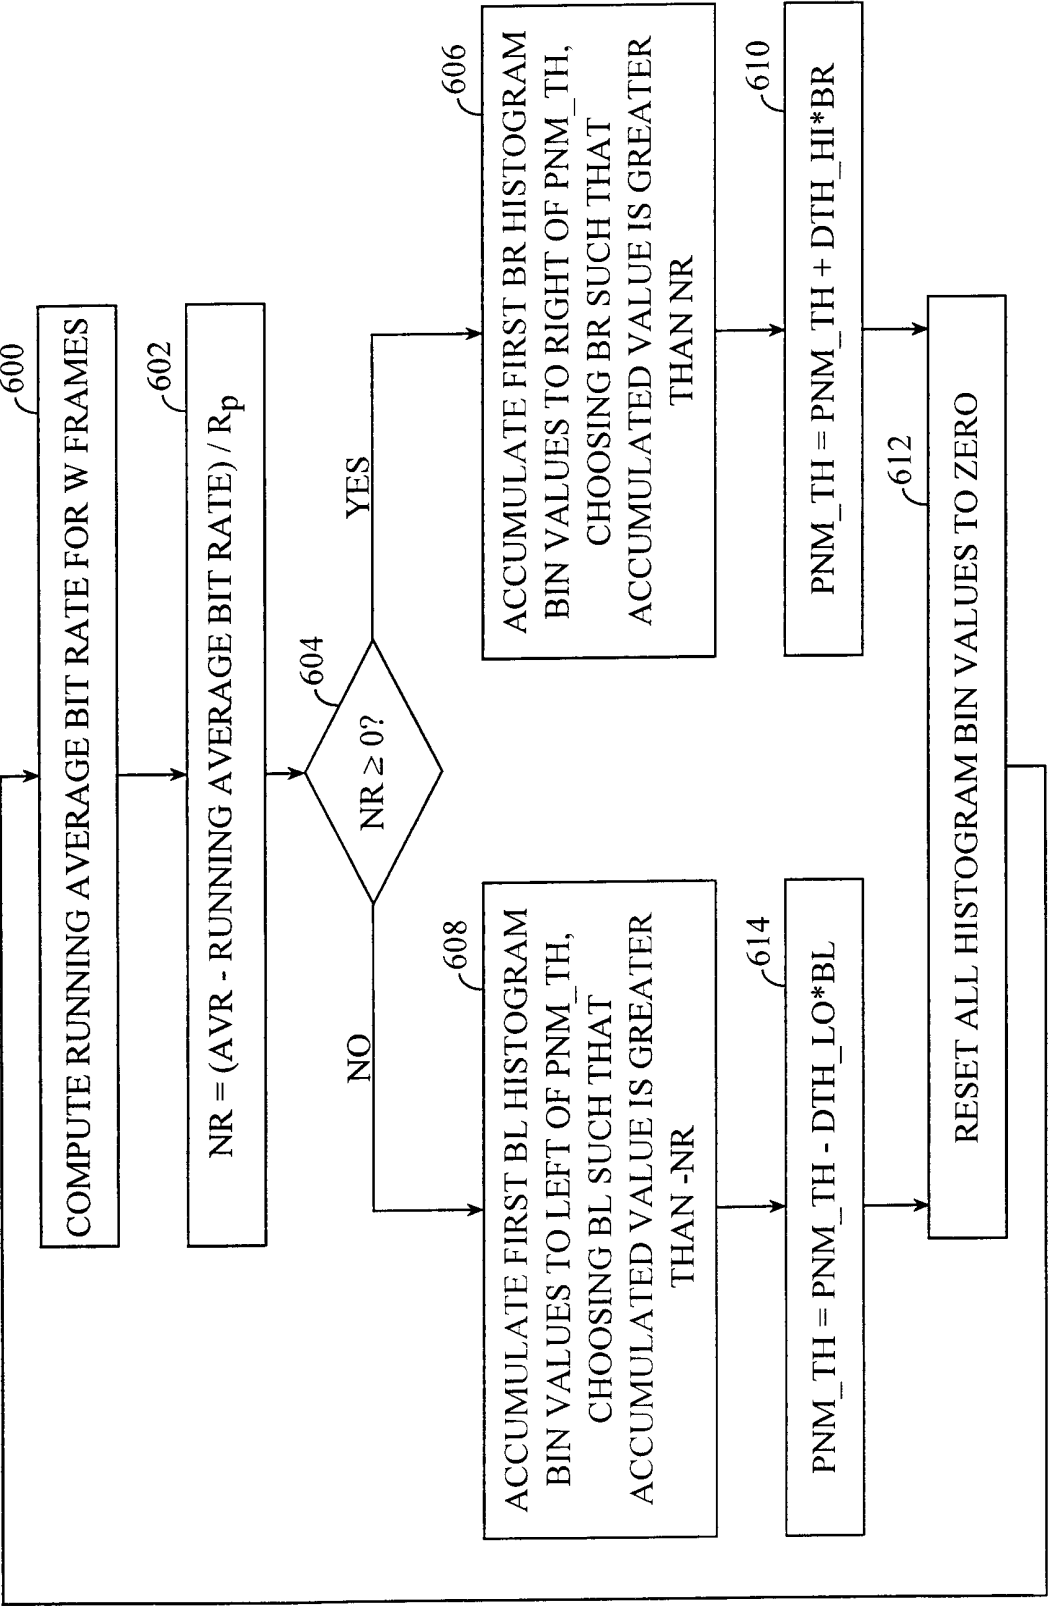 600
COMPUTE RUNNING AVERAGE BIT RATE FOR W FRAMES
602
NR = (AVR - RUNNING AVERAGE BIT RATE) / Rp
604
NR ≥ 0?
NO
YES
608
ACCUMULATE FIRST BL HISTOGRAM
BIN VALUES TO LEFT OF PNM_TH,
CHOOSING BL SUCH THAT
ACCUMULATED VALUE IS GREATER
THAN -NR
606
ACCUMULATE FIRST BR HISTOGRAM
BIN VALUES TO RIGHT OF PNM_TH,
CHOOSING BR SUCH THAT
ACCUMULATED VALUE IS GREATER
THAN NR
614
PNM_TH = PNM_TH - DTH_LO*BL
610
PNM_TH = PNM_TH + DTH_HI*BR
612
RESET ALL HISTOGRAM BIN VALUES TO ZERO